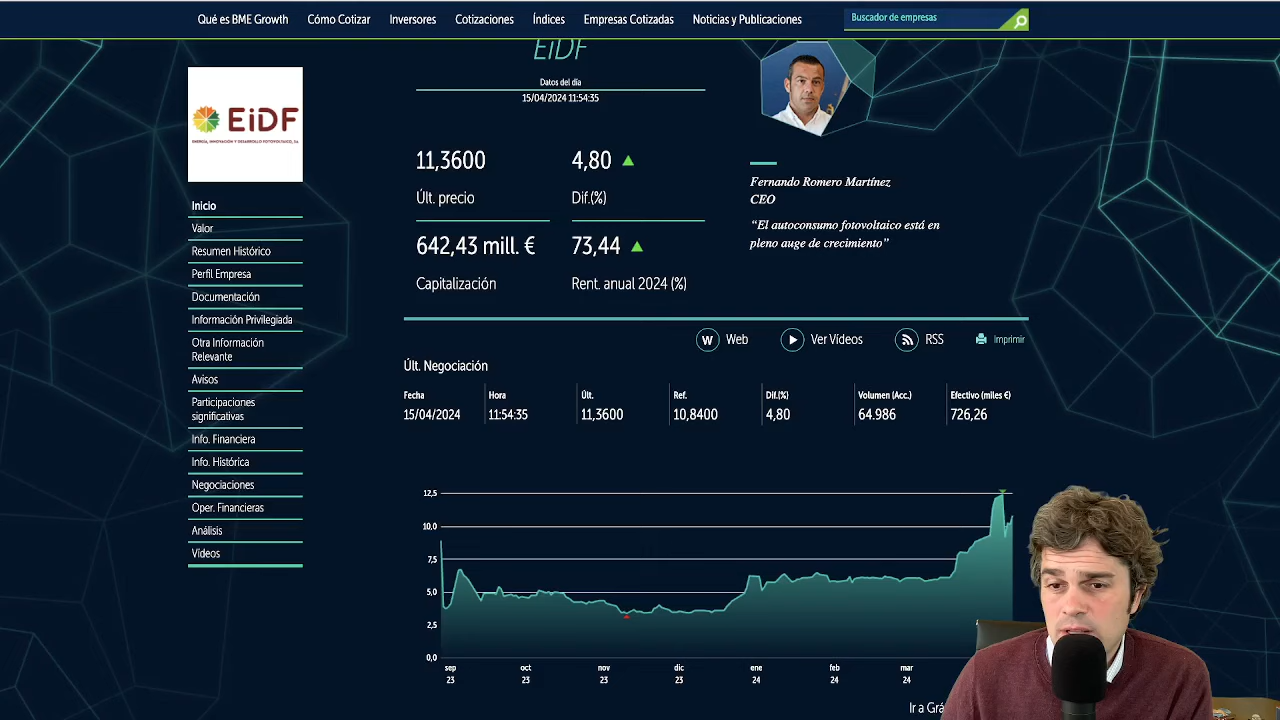 Qué es BME Growth
Cómo Cotizar
Inversores
Cotizaciones
Índices
Empresas Cotizadas
Noticias y Publicaciones
Buscador de empresas
EiDF
ENERGÍA, INNOVACIÓN Y DESARROLLO FOTOVOLTAICO, SA
Inicio
Valor
Resumen Histórico
Perfil Empresa
Documentación
Información Privilegiada
Otra Información
Relevante
Avisos
Participaciones
significativas
Info. Financiera
Info. Histórica
Negociaciones
Oper. Financieras
Análisis
Vídeos
EiDF
Datos del día
15/04/2024 11:54:35
11,3600
Últ. precio
4,80
Dif.(%)
642,43 mill. €
Capitalización
73,44
Rent. anual 2024 (%)
Fernando Romero Martínez
CEO
“El autoconsumo fotovoltaico está en
pleno auge de crecimiento”
W Web
Ver Vídeos
RSS
Imprimir
Últ. Negociación
Fecha Hora Últ. Ref. Dif.(%) Volumen (Acc.) Efectivo (miles €)
15/04/2024 11:54:35 11,3600 10,8400 4,80 64.986 726,26
12,5
10,0
7,5
5,0
2,5
0,0
sep oct nov dic ene feb mar
23 23 23 23 24 24 24
Ir a Grá